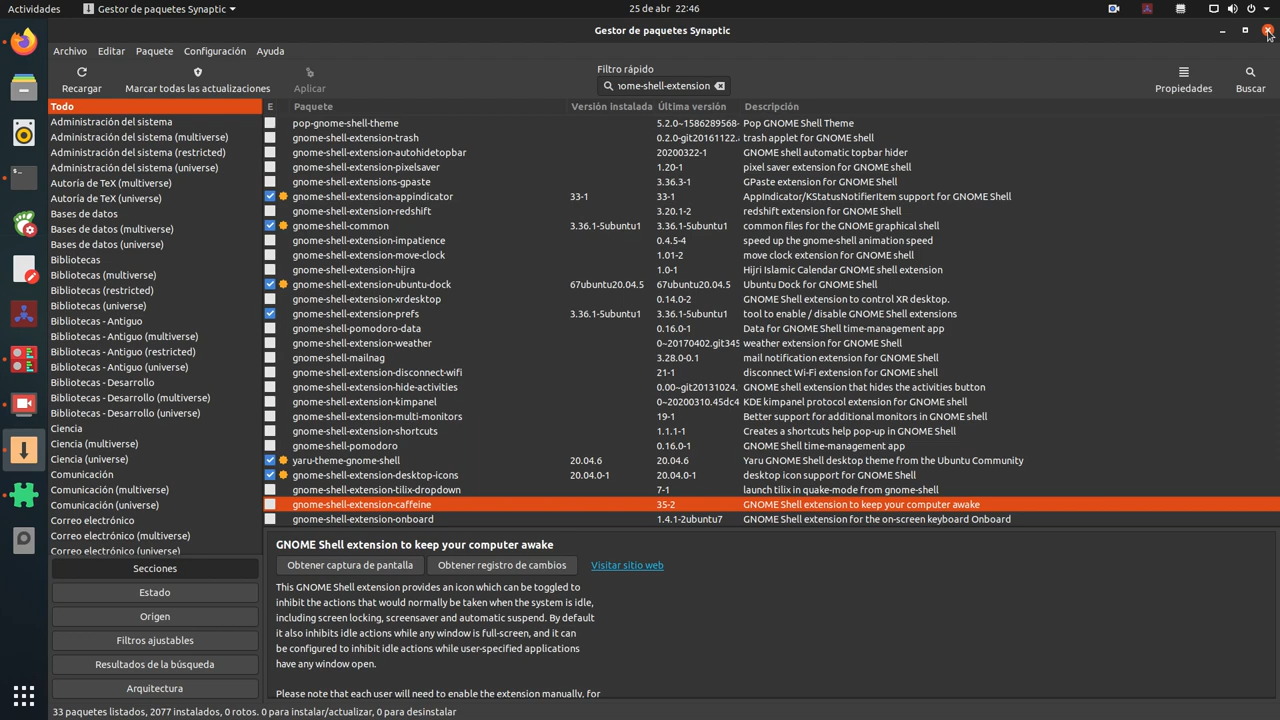 Actividades
Gestor de paquetes Synaptic
25 de abr 22:46
Gestor de paquetes Synaptic
Archivo
Editar
Paquete
Configuración
Ayuda
Recargar
Marcar todas las actualizaciones
Aplicar
Filtro rápido
ome-shell-extension
Propiedades
Buscar
Todo
Administración del sistema
Administración del sistema (multiverse)
Administración del sistema (restricted)
Administración del sistema (universe)
Autoría de TeX (multiverse)
Autoría de TeX (universe)
Bases de datos
Bases de datos (multiverse)
Bases de datos (universe)
Bibliotecas
Bibliotecas (multiverse)
Bibliotecas (restricted)
Bibliotecas (universe)
Bibliotecas - Antiguo
Bibliotecas - Antiguo (multiverse)
Bibliotecas - Antiguo (restricted)
Bibliotecas - Antiguo (universe)
Bibliotecas - Desarrollo
Bibliotecas - Desarrollo (multiverse)
Bibliotecas - Desarrollo (universe)
Ciencia
Ciencia (multiverse)
Ciencia (universe)
Comunicación
Comunicación (multiverse)
Comunicación (universe)
Correo electrónico
Correo electrónico (multiverse)
Correo electrónico (universe)
Secciones
Estado
Origen
Filtros ajustables
Resultados de la búsqueda
Arquitectura
E Paquete Versión instalada Última versión Descripción
pop-gnome-shell-theme 5.2.0~1586289568- Pop GNOME Shell Theme
gnome-shell-extension-trash 0.2.0-git20161122. trash applet for GNOME shell
gnome-shell-extension-autohidetopbar 20200322-1 GNOME shell automatic topbar hider
gnome-shell-extension-pixelsaver 1.20-1 pixel saver extension for GNOME shell
gnome-shell-extensions-gpaste 3.36.3-1 GPaste extension for GNOME shell
gnome-shell-extension-appindicator 33-1 33-1 AppIndicator/KStatusNotifierItem support for GNOME Shell
gnome-shell-extension-redshift 3.20.1-2 redshift extension for GNOME Shell
gnome-shell-common 3.36.1-5ubuntu1 3.36.1-5ubuntu1 common files for the GNOME graphical shell
gnome-shell-extension-impatience 0.4.5-4 speed up the gnome-shell animation speed
gnome-shell-extension-move-clock 1.01-2 move clock extension for GNOME shell
gnome-shell-extension-hijra 1.0-1 Hijri Islamic Calendar GNOME shell extension
gnome-shell-extension-ubuntu-dock 67ubuntu20.04.5 67ubuntu20.04.5 Ubuntu Dock for GNOME Shell
gnome-shell-extension-xrdesktop 0.14.0-2 GNOME Shell extension to control XR desktop.
gnome-shell-extension-prefs 3.36.1-5ubuntu1 3.36.1-5ubuntu1 tool to enable / disable GNOME Shell extensions
gnome-shell-pomodoro-data 0.16.0-1 Data for GNOME Shell time-management app
gnome-shell-extension-weather 0~20170402.git345 weather extension for GNOME Shell
gnome-shell-mailnag 3.28.0-0.1 mail notification extension for GNOME Shell
gnome-shell-extension-disconnect-wifi 21-1 disconnect Wi-Fi extension for GNOME Shell
gnome-shell-extension-hide-activities 0.00~git20131024. GNOME shell extension that hides the activities button
gnome-shell-extension-kimpanel 0~20200310.45dc4 KDE kimpanel protocol extension for GNOME shell
gnome-shell-extension-multi-monitors 19-1 Better support for additional monitors in GNOME shell
gnome-shell-extension-shortcuts 1.1.1-1 Creates a shortcuts help pop-up in GNOME Shell
gnome-shell-pomodoro 0.16.0-1 GNOME Shell time-management app
yaru-theme-gnome-shell 20.04.6 20.04.6 Yaru GNOME Shell desktop theme from the Ubuntu Community
gnome-shell-extension-desktop-icons 20.04.0-1 20.04.0-1 desktop icon support for GNOME Shell
gnome-shell-extension-tilix-dropdown 7-1 launch tilix in quake-mode from gnome-shell
gnome-shell-extension-caffeine 35-2 GNOME Shell extension to keep your computer awake
gnome-shell-extension-onboard 1.4.1-2ubuntu7 GNOME Shell extension for the on-screen keyboard Onboard
GNOME Shell extension to keep your computer awake
Obtener captura de pantalla
Obtener registro de cambios
Visitar sitio web
This GNOME Shell extension provides an icon which can be toggled to
inhibit the actions that would normally be taken when the system is idle,
including screen locking, screensaver and automatic suspend. By default
it also inhibits idle actions while any window is full-screen, and it can
be configured to inhibit idle actions while user-specified applications
have any window open.
Please note that each user will need to enable the extension manually, for
33 paquetes listados, 2077 instalados, 0 rotos. 0 para instalar/actualizar, 0 para desinstalar